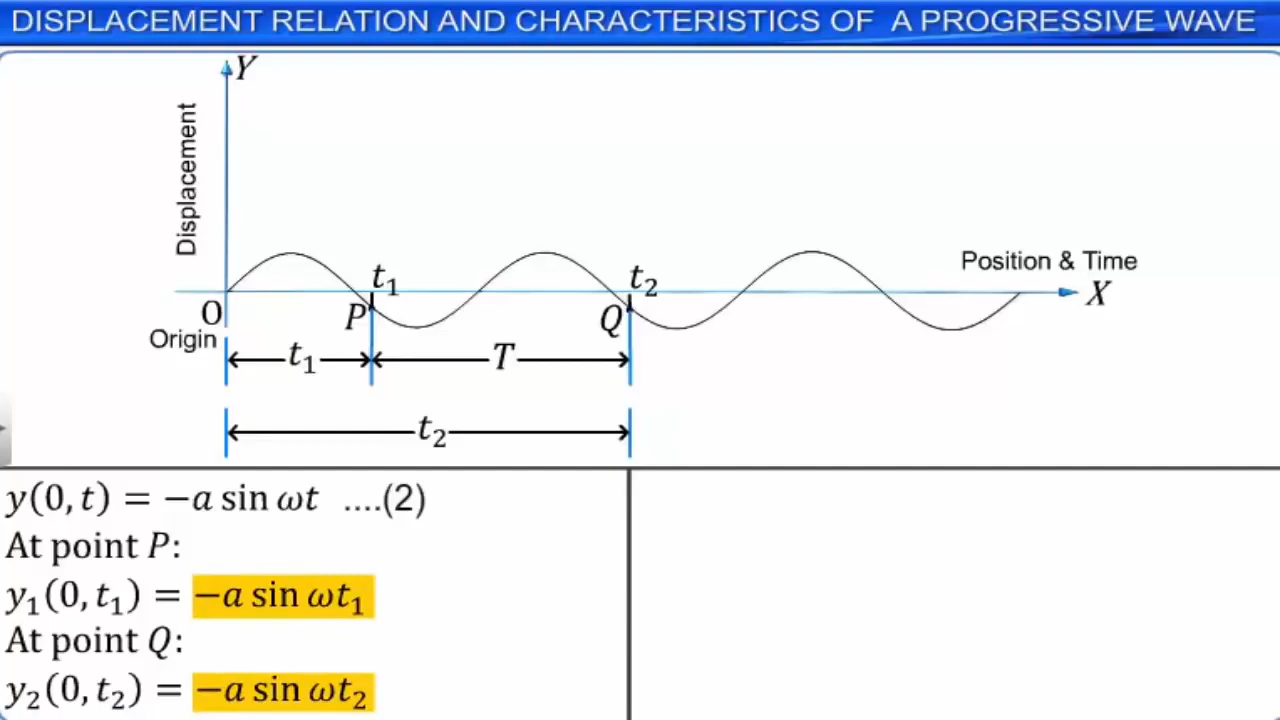 DISPLACEMENT RELATION AND CHARACTERISTICS OF A PROGRESSIVE WAVE
Y
Displacement
t₁
t₂
Position & Time
X
O
P
Q
Origin
t₁
T
t₂
y(0, t) = −a sin ωt ....(2)
At point P:
y₁(0, t₁) = −a sin ωt₁
At point Q:
y₂(0, t₂) = −a sin ωt₂